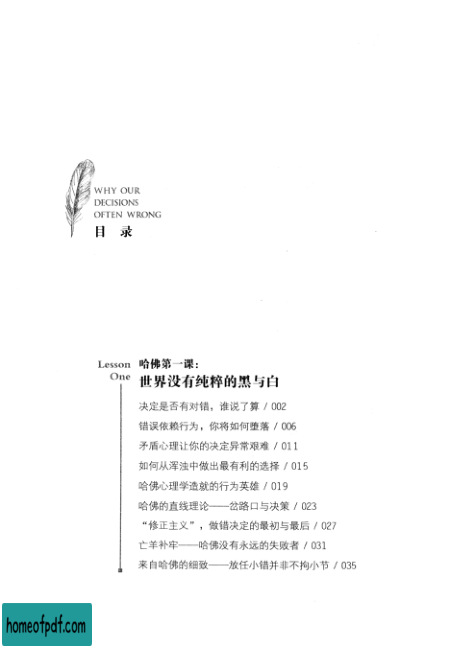 WHY OUR
DECISIONS
OFTEN WRONG
目 录
Lesson One
哈佛第一课：
世界没有纯粹的黑与白
决定是否有对错，谁说了算 / 002
错误依赖行为，你将如何堕落 / 006
矛盾心理让你的决定异常艰难 / 011
如何从浑浊中做出最有利的选择 / 015
哈佛心理学造就的行为英雄 / 019
哈佛的直线理论——岔路口与决策 / 023
“修正主义”，做错决定的最初与最后 / 027
亡羊补牢——哈佛没有永远的失败者 / 031
来自哈佛的细致——放任小错并非不拘小节 / 035
homeofpdf.com